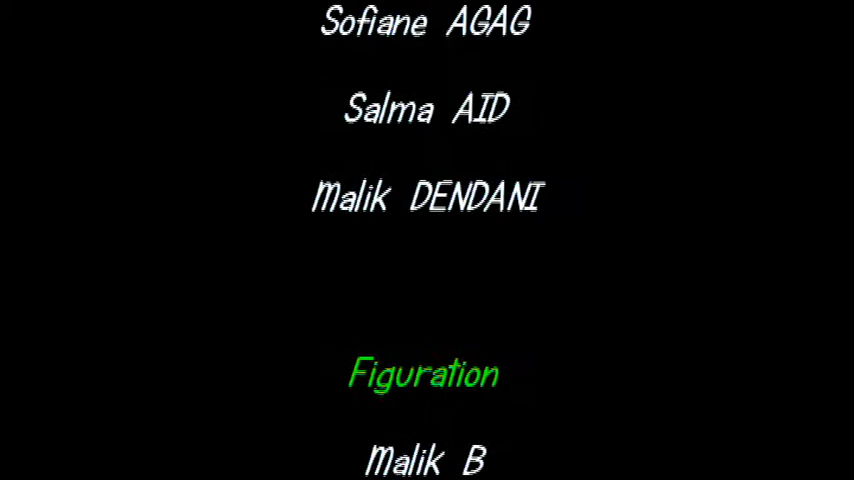 Sofiane AGAG
Salma AID
Malik DENDANI
Figuration
Malik B